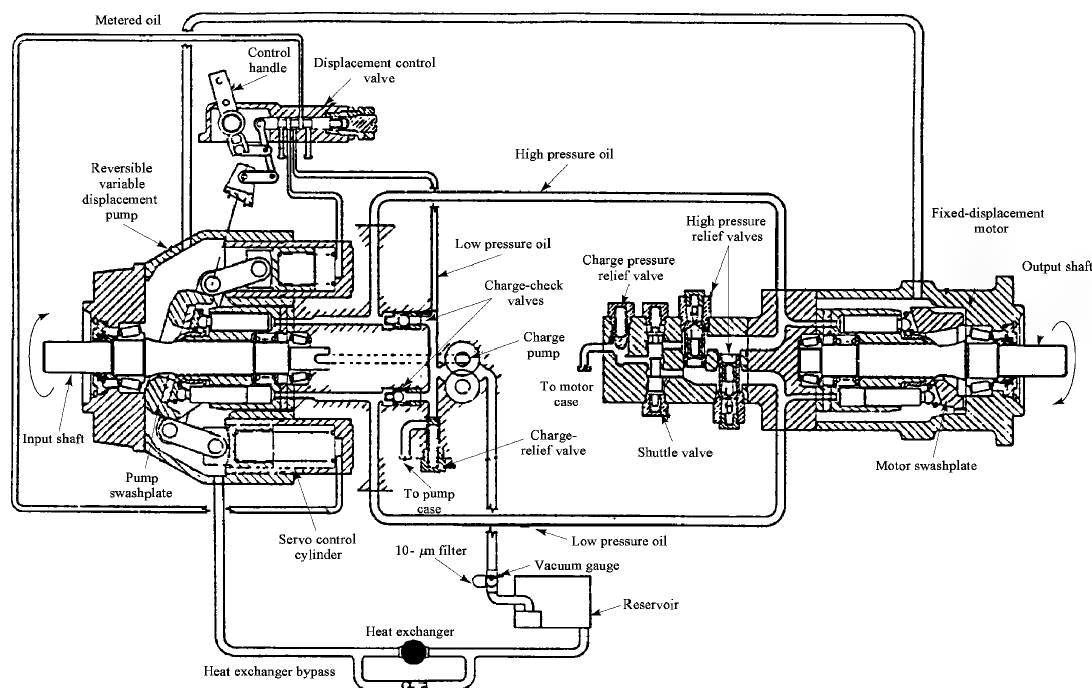 Metered oil
Control
handle
Displacement control
valve
High pressure oil
Reversible
variable
displacement
pump
High pressure
relief valves
Fixed-displacement
motor
Low pressure oil
Charge pressure
relief valve
Output shaft
Charge-check
valves
Charge
pump
To motor
case
Input shaft
Charge-
relief valve
Shuttle valve
Motor swashplate
Pump
swashplate
To pump
case
Servo control
cylinder
Low pressure oil
10- μm filter
Vacuum gauge
Reservoir
Heat exchanger
Heat exchanger bypass